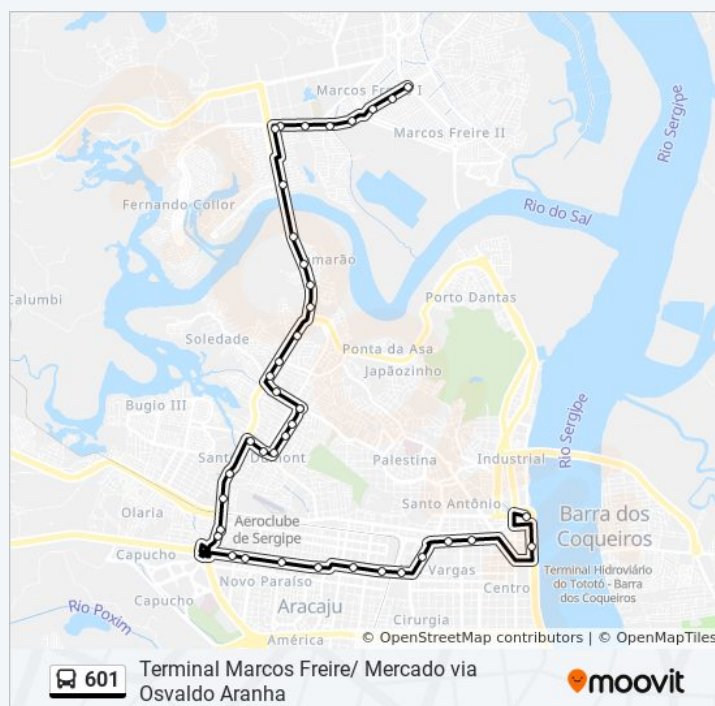 Marcos Freire I
Marcos Freire II
Rio Sergipe
Fernando Collor
Rio do Sal
Calumbi
Porto Dantas
Soledade
Ponta da Asa
Japãozinho
Bugio III
Palestina
Industrial
Rio Sergipe
Santo Antônio
Olaria
Aeroclube
de Sergipe
Barra dos
Coqueiros
Capucho
Novo Paraíso
Vargas
Terminal Hidroviário
do Tototó - Barra
dos Coqueiros
Capucho
Centro
Aracaju
Rio Poxim
Cirurgia
América
© OpenStreetMap contributors | © OpenMapTiles
601
Terminal Marcos Freire/ Mercado via
Osvaldo Aranha
moovit